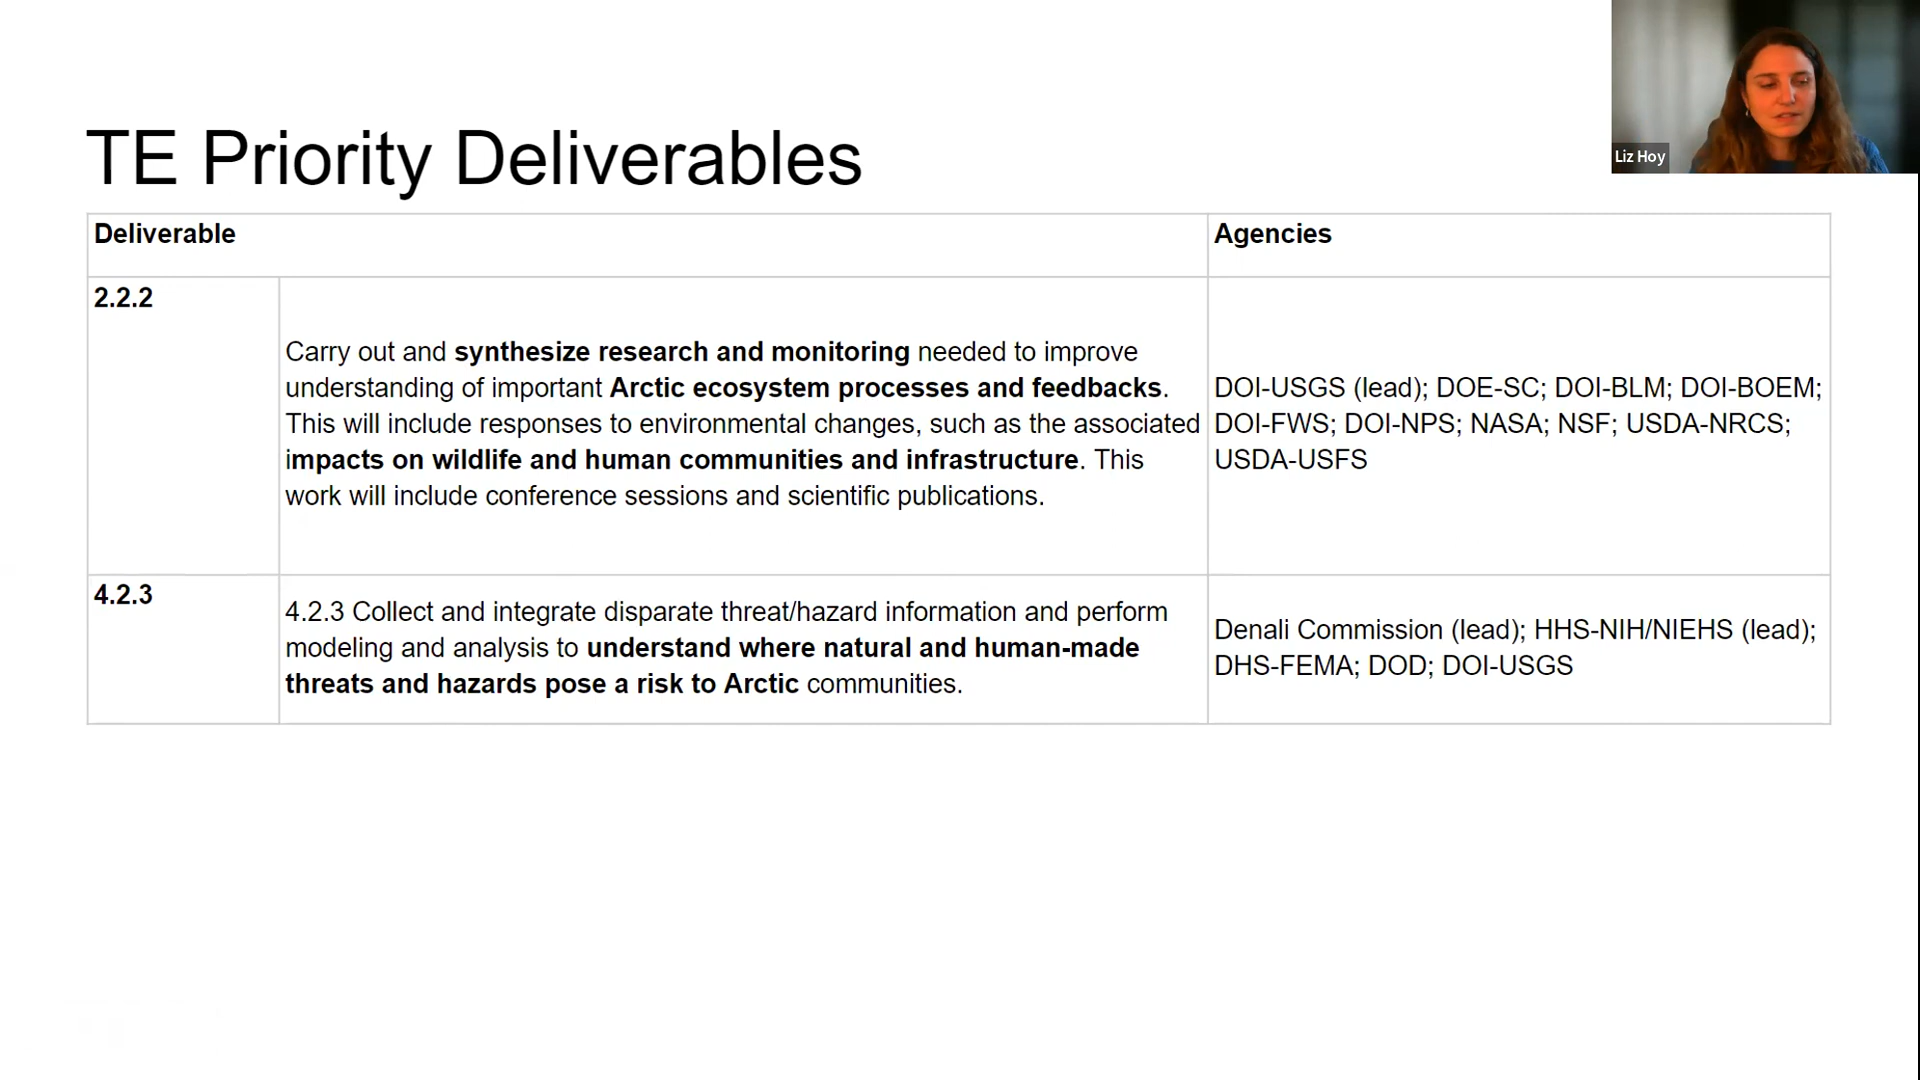 Liz Hoy
TE Priority Deliverables
Deliverable
Agencies
2.2.2
Carry out and synthesize research and monitoring needed to improve
understanding of important Arctic ecosystem processes and feedbacks.
This will include responses to environmental changes, such as the associated
impacts on wildlife and human communities and infrastructure. This
work will include conference sessions and scientific publications.
DOI-USGS (lead); DOE-SC; DOI-BLM; DOI-BOEM;
DOI-FWS; DOI-NPS; NASA; NSF; USDA-NRCS;
USDA-USFS
4.2.3
4.2.3 Collect and integrate disparate threat/hazard information and perform
modeling and analysis to understand where natural and human-made
threats and hazards pose a risk to Arctic communities.
Denali Commission (lead); HHS-NIH/NIEHS (lead);
DHS-FEMA; DOD; DOI-USGS